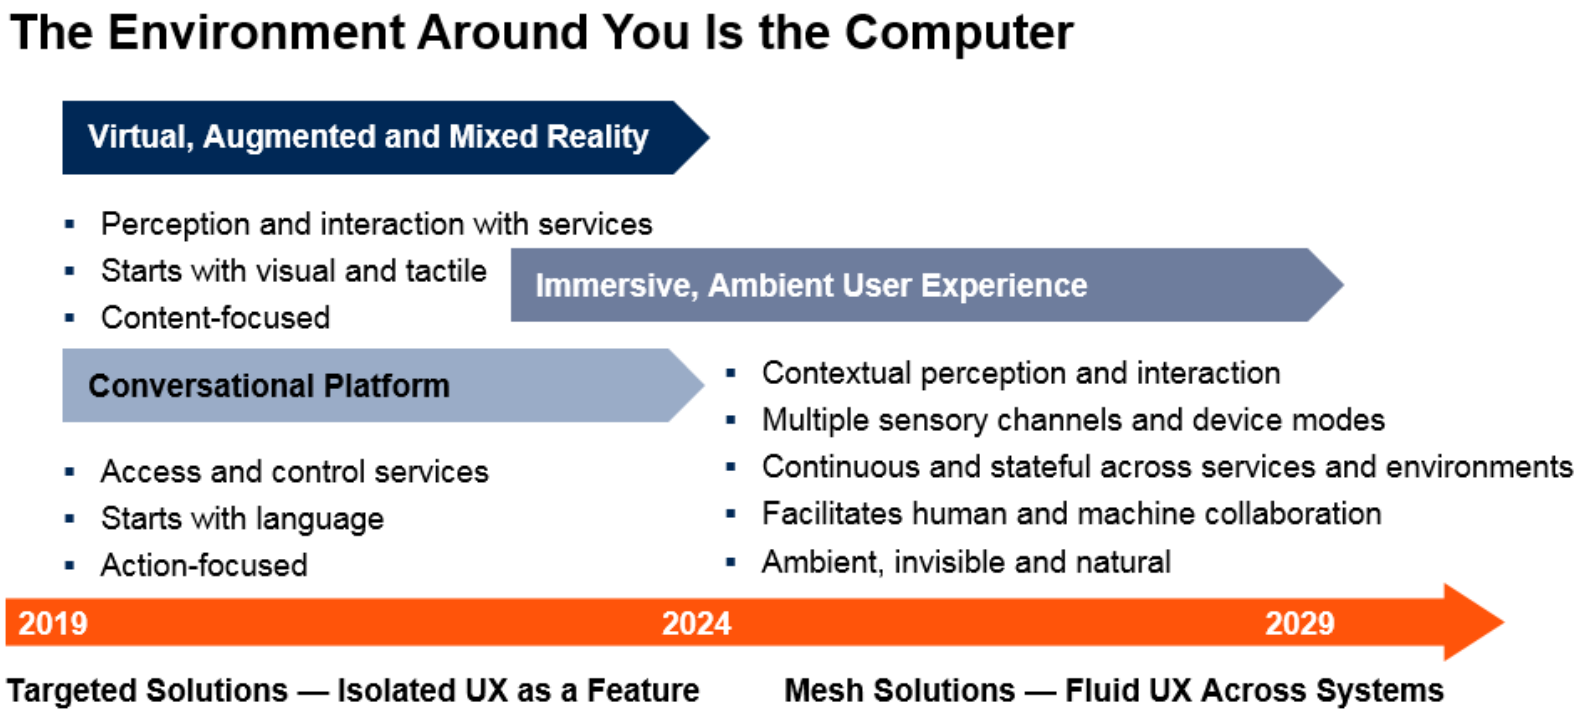 The Environment Around You Is the Computer
Virtual, Augmented and Mixed Reality
▪ Perception and interaction with services
▪ Starts with visual and tactile
▪ Content-focused
Immersive, Ambient User Experience
▪ Contextual perception and interaction
▪ Multiple sensory channels and device modes
▪ Continuous and stateful across services and environments
▪ Facilitates human and machine collaboration
▪ Ambient, invisible and natural
Conversational Platform
▪ Access and control services
▪ Starts with language
▪ Action-focused
2019 2024 2029
Targeted Solutions — Isolated UX as a Feature
Mesh Solutions — Fluid UX Across Systems